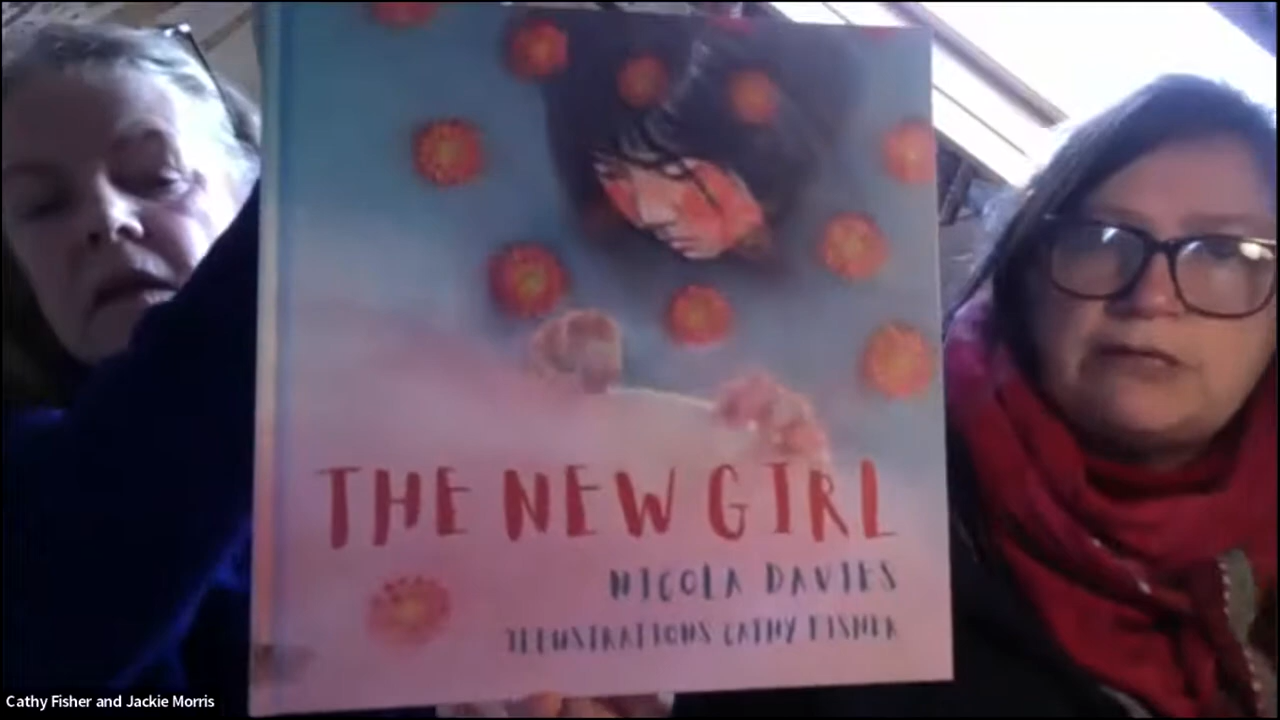 THE NEW GIRL
NICOLA DAVIES
ILLUSTRATIONS CATHY FISHER
Cathy Fisher and Jackie Morris